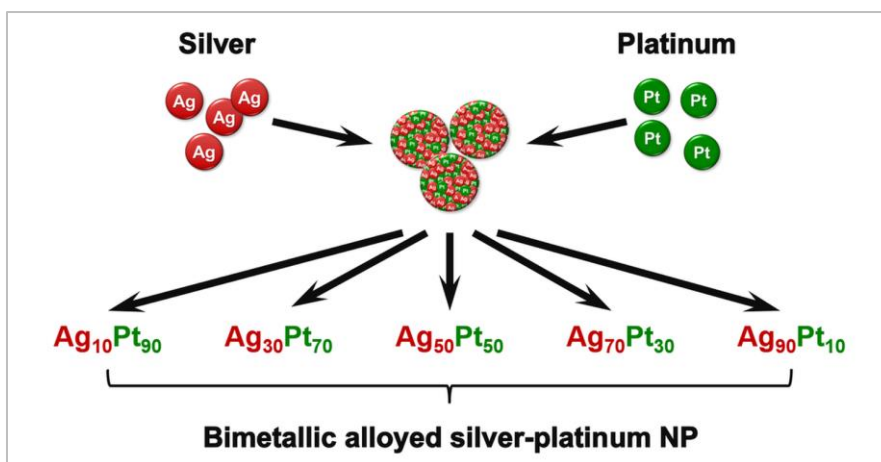 Silver Platinum
Ag Ag Ag Ag Pt Pt Pt Pt
Ag₁₀Pt₉₀ Ag₃₀Pt₇₀ Ag₅₀Pt₅₀ Ag₇₀Pt₃₀ Ag₉₀Pt₁₀
Bimetallic alloyed silver-platinum NP